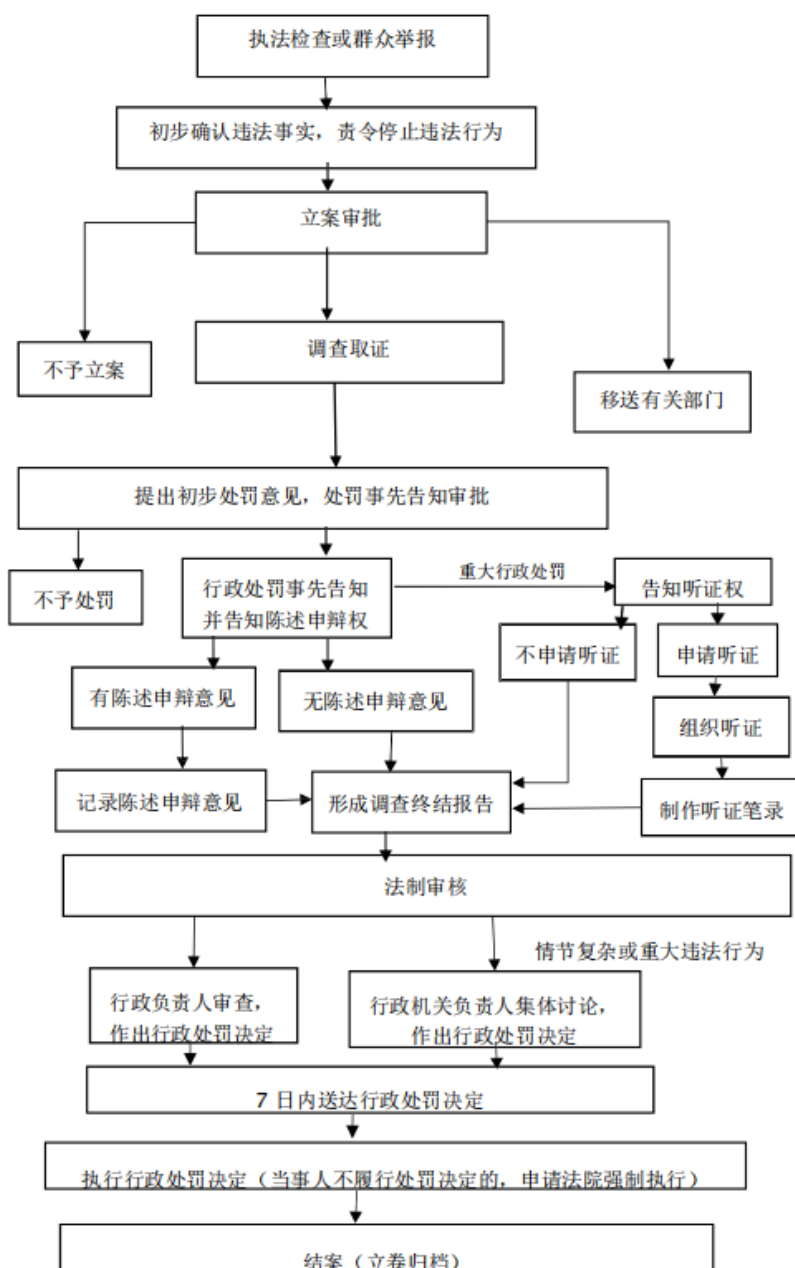 执法检查或群众举报
初步确认违法事实，责令停止违法行为
立案审批
不予立案
调查取证
移送有关部门
提出初步处罚意见，处罚事先告知审批
不予处罚
行政处罚事先告知
并告知陈述申辩权
重大行政处罚
告知听证权
不申请听证
申请听证
有陈述申辩意见
无陈述申辩意见
组织听证
记录陈述申辩意见
形成调查终结报告
制作听证笔录
法制审核
情节复杂或重大违法行为
行政负责人审查，
作出行政处罚决定
行政机关负责人集体讨论，
作出行政处罚决定
7 日内送达行政处罚决定
执行行政处罚决定（当事人不履行处罚决定的，申请法院强制执行）
结案（立卷归档）